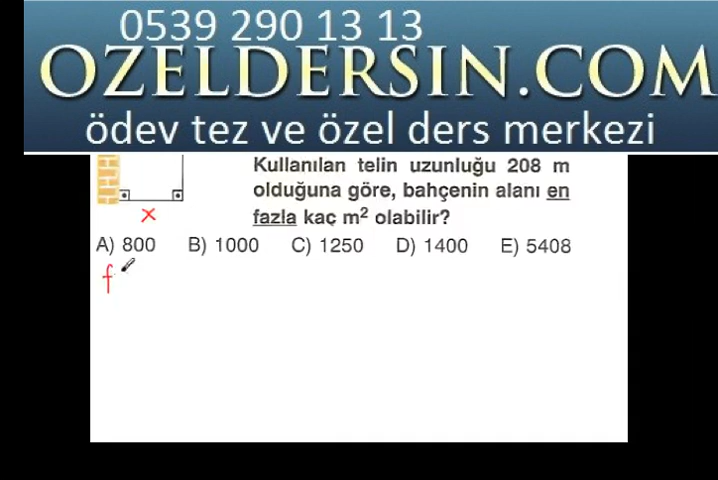 0539 290 13 13
OZELDERSIN.COM
ödev tez ve özel ders merkezi
Kullanılan telin uzunluğu 208 m
olduğuna göre, bahçenin alanı en
fazla kaç m² olabilir?
x
A) 800 B) 1000 C) 1250 D) 1400 E) 5408
f